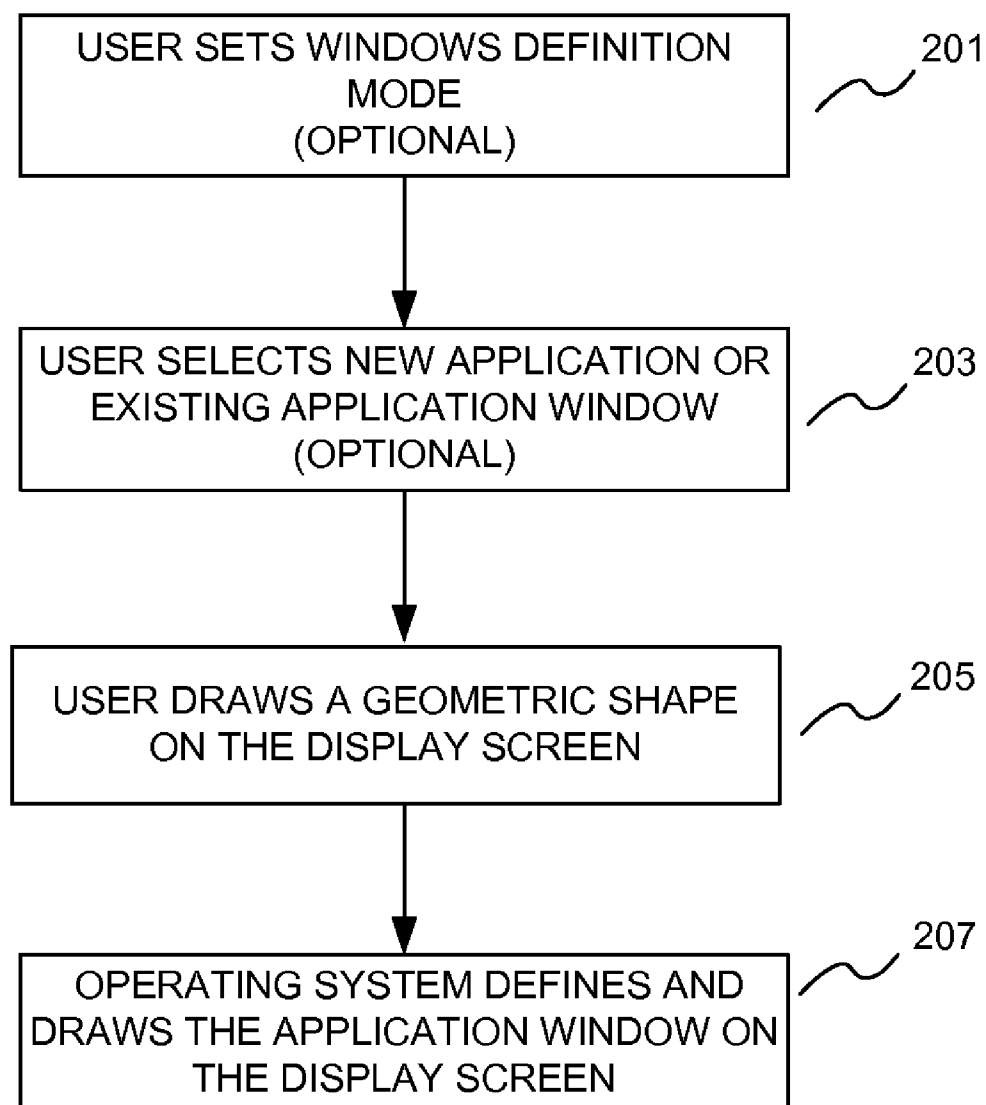 USER SETS WINDOWS DEFINITION
MODE
(OPTIONAL)
201
USER SELECTS NEW APPLICATION OR
EXISTING APPLICATION WINDOW
(OPTIONAL)
203
USER DRAWS A GEOMETRIC SHAPE
ON THE DISPLAY SCREEN
205
OPERATING SYSTEM DEFINES AND
DRAWS THE APPLICATION WINDOW ON
THE DISPLAY SCREEN
207